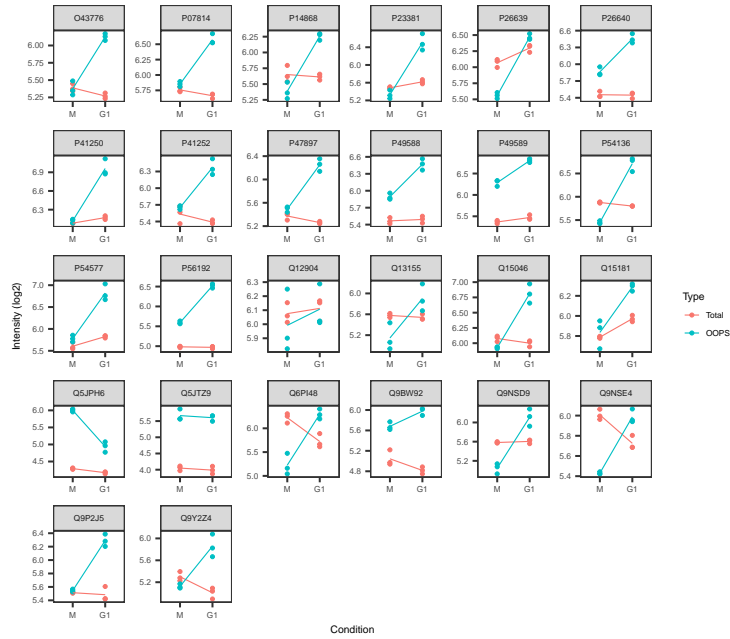 O43776 P07814 P14868 P23381 P26639 P26640
6.00 5.75 5.50 5.25
6.50 6.25 6.00 5.75
6.25 6.00 5.75 5.50 5.25
6.5 6.0 5.5
6.50 6.25 6.00 5.75 5.50
6.6 6.2 5.8 5.4
M G1 M G1 M G1 M G1 M G1 M G1
P41250 P41252 P47897 P49588 P49589 P54136
6.9 6.6 6.3
6.3 6.0 5.7 5.4
6.4 6.0 5.6 5.2
6.5 6.0 5.5
6.5 6.0 5.5
6.5 6.0 5.5
M G1 M G1 M G1 M G1 M G1 M G1
P54577 P56192 Q12904 Q13155 Q15046 Q15181
7.0 6.5 6.0 5.5
6.5 6.0 5.5 5.0
6.3 6.2 6.1 6.0 5.9
6.0 5.5 5.0
7.00 6.75 6.50 6.25 6.00
6.2 6.0 5.8
M G1 M G1 M G1 M G1 M G1 M G1
Q5JPH6 Q5JTZ9 Q6PI48 Q9BW92 Q9NSD9 Q9NSE4
6.0 5.5 5.0 4.5
5.5 5.0 4.5 4.0
6.0 5.5 5.0
6.0 5.6 5.2 4.8
6.0 5.6 5.2
6.0 5.8 5.6 5.4
M G1 M G1 M G1 M G1 M G1 M G1
Q9P2J5 Q9Y2Z4
6.4 6.2 6.0 5.8 5.6 5.4
6.0 5.6 5.2
M G1 M G1
Intensity (log2)
Condition
Type
Total
OOPS